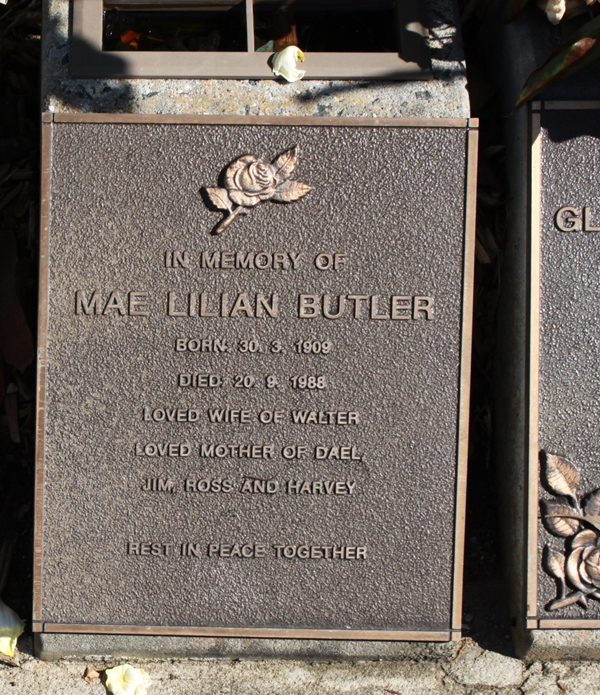 IN MEMORY OF
MAE LILIAN BUTLER
BORN: 30. 3. 1909
DIED: 20. 9. 1988
LOVED WIFE OF WALTER
LOVED MOTHER OF DAEL,
JIM, ROSS AND HARVEY
REST IN PEACE TOGETHER
GL